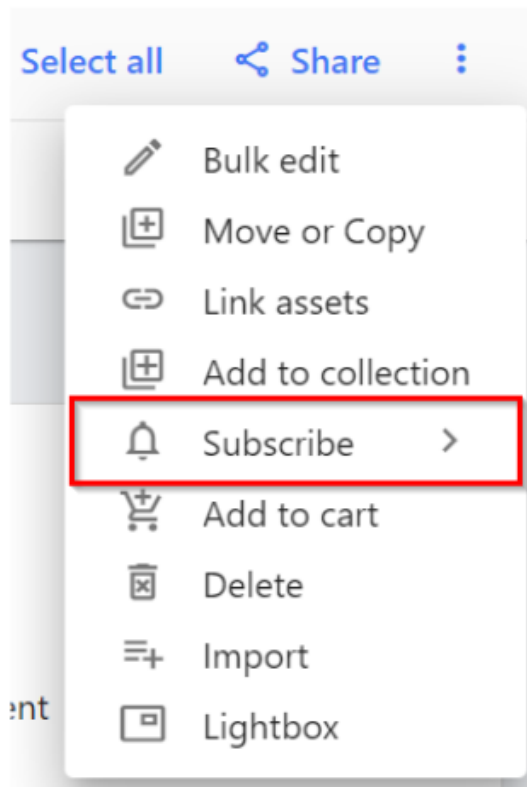 Select all Share
Bulk edit
Move or Copy
Link assets
Add to collection
Subscribe
Add to cart
Delete
Import
ent
Lightbox